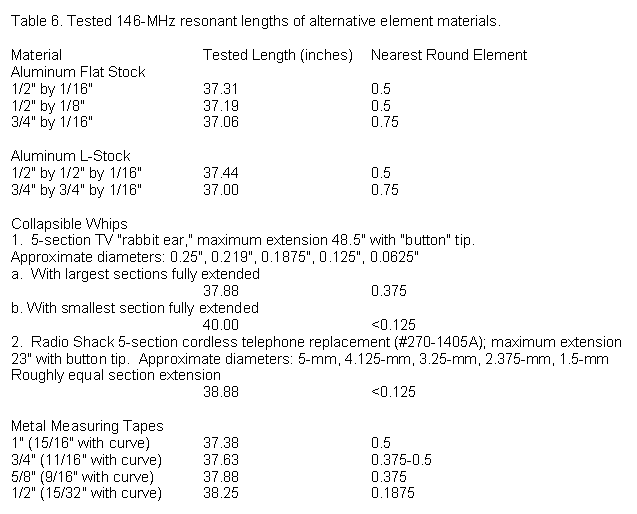 Table 6. Tested 146-MHz resonant lengths of alternative element materials.
Material Tested Length (inches) Nearest Round Element
Aluminum Flat Stock
1/2" by 1/16" 37.31 0.5
1/2" by 1/8" 37.19 0.5
3/4" by 1/16" 37.06 0.75
Aluminum L-Stock
1/2" by 1/2" by 1/16" 37.44 0.5
3/4" by 3/4" by 1/16" 37.00 0.75
Collapsible Whips
1. 5-section TV "rabbit ear," maximum extension 48.5" with "button" tip.
Approximate diameters: 0.25", 0.219", 0.1875", 0.125", 0.0625"
a. With largest sections fully extended
37.88 0.375
b. With smallest section fully extended
40.00 <0.125
2. Radio Shack 5-section cordless telephone replacement (#270-1405A); maximum extension
23" with button tip. Approximate diameters: 5-mm, 4.125-mm, 3.25-mm, 2.375-mm, 1.5-mm
Roughly equal section extension
38.88 <0.125
Metal Measuring Tapes
1" (15/16" with curve) 37.38 0.5
3/4" (11/16" with curve) 37.63 0.375-0.5
5/8" (9/16" with curve) 37.88 0.375
1/2" (15/32" with curve) 38.25 0.1875